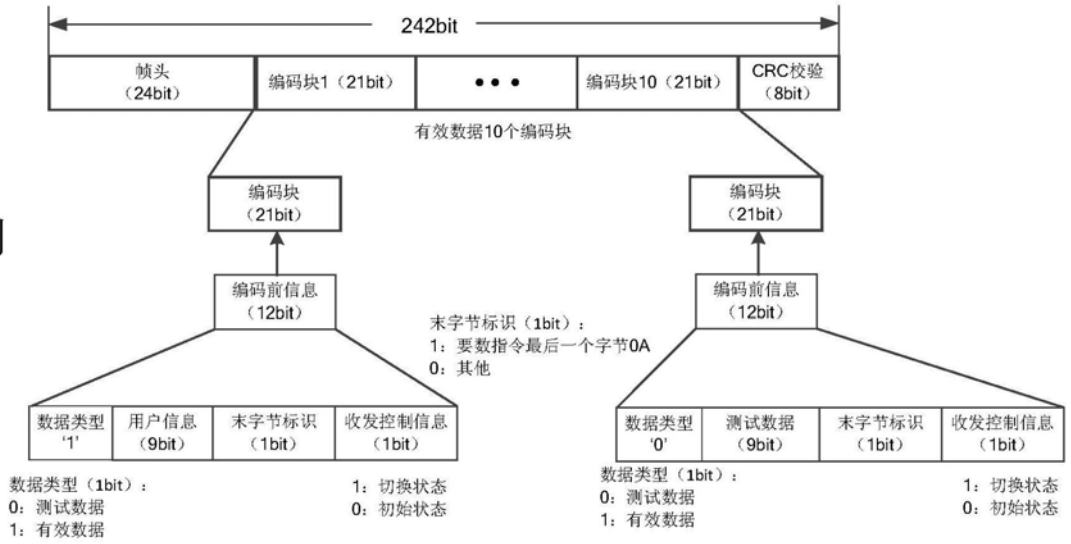 242bit
帧头
（24bit）
编码块1（21bit）
•••
编码块10（21bit）
CRC校验
（8bit）
有效数据10个编码块
编码块
（21bit）
编码块
（21bit）
编码前信息
（12bit）
编码前信息
（12bit）
末字节标识（1bit）：
1：要数指令最后一个字节0A
0：其他
数据类型
‘1’
用户信息
（9bit）
末字节标识
（1bit）
收发控制信息
（1bit）
数据类型
‘0’
测试数据
（9bit）
末字节标识
（1bit）
收发控制信息
（1bit）
数据类型（1bit）：
0：测试数据
1：有效数据
1：切换状态
0：初始状态
数据类型（1bit）：
0：测试数据
1：有效数据
1：切换状态
0：初始状态